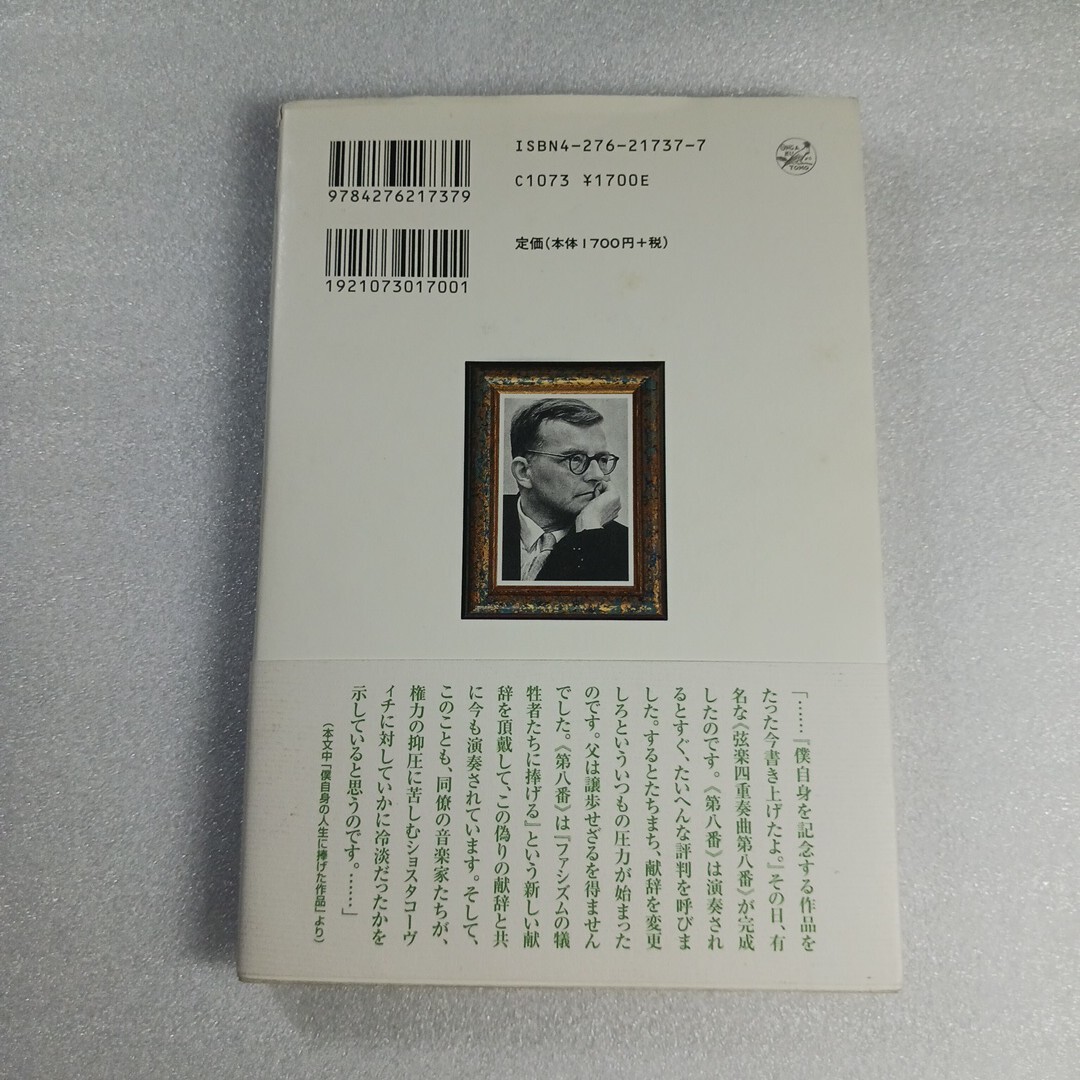 ISBN4-276-21737-7
C1073 ¥1700E
定価(本体1700円+税)
9784276217379
1921073017001
「……『僕自身を記念する作品を
たった今書き上げたよ。』その日、有
名な《弦楽四重奏曲第八番》が完成
したのです。《第八番》は演奏され
るとすぐ、たいへんな評判を呼びま
した。するとたちまち、献辞を変更
しろといういつもの圧力が始まった
のです。父は譲歩せざるを得ません
でした。《第八番》は『ファシズムの犠
牲者たちに捧げる』という新しい献
辞を頂戴して、この偽りの献辞と共
に今も演奏されています。そして、
このことも、同僚の音楽家たちが、
権力の抑圧に苦しむショスタコーヴ
ィチに対していかに冷淡だったかを
示していると思うのです。……」
(本文中「僕自身の人生に捧げた作品」より)